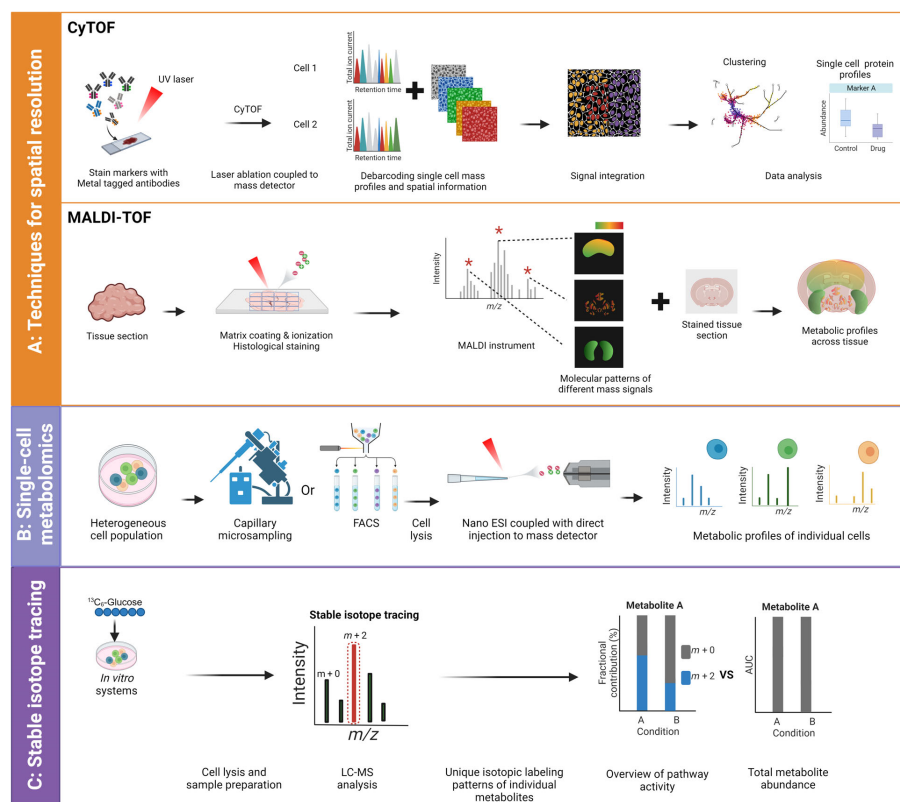 A: Techniques for spatial resolution
CyTOF
UV laser
Stain markers with
Metal tagged antibodies
CyTOF
Laser ablation coupled to
mass detector
Cell 1
Total ion current
Retention time
Cell 2
Total ion current
Retention time
Debarcoding single cell mass
profiles and spatial information
Signal integration
Clustering
Single cell protein
profiles
Marker A
Abundance
Control
Drug
Data analysis
MALDI-TOF
Tissue section
Matrix coating & ionization
Histological staining
Intensity
m/z
MALDI instrument
Molecular patterns of
different mass signals
Stained tissue
section
Metabolic profiles
across tissue
B: Single-cell
metabolomics
Heterogeneous
cell population
Capillary
microsampling
Or
FACS
Cell
lysis
Nano ESI coupled with direct
injection to mass detector
Intensity
m/z
Intensity
m/z
Intensity
m/z
Metabolic profiles of individual cells
C: Stable isotope tracing
¹³C₆-Glucose
In vitro
systems
Cell lysis and
sample preparation
Stable isotope tracing
Intensity
m + 0
m + 2
m/z
LC-MS
analysis
Unique isotopic labeling
patterns of individual
metabolites
Metabolite A
Fractional
contribution (%)
m + 0
m + 2
A
B
Condition
Overview of pathway
activity
VS
Metabolite A
AUC
A
B
Condition
Total metabolite
abundance